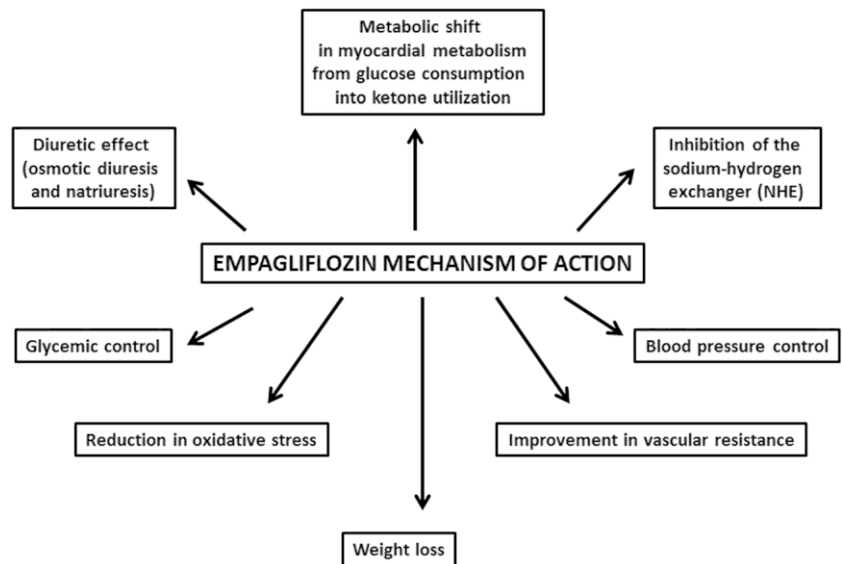 Metabolic shift
in myocardial metabolism
from glucose consumption
into ketone utilization
Diuretic effect
(osmotic diuresis
and natriuresis)
Inhibition of the
sodium-hydrogen
exchanger (NHE)
EMPAGLIFLOZIN MECHANISM OF ACTION
Glycemic control
Blood pressure control
Reduction in oxidative stress
Improvement in vascular resistance
Weight loss